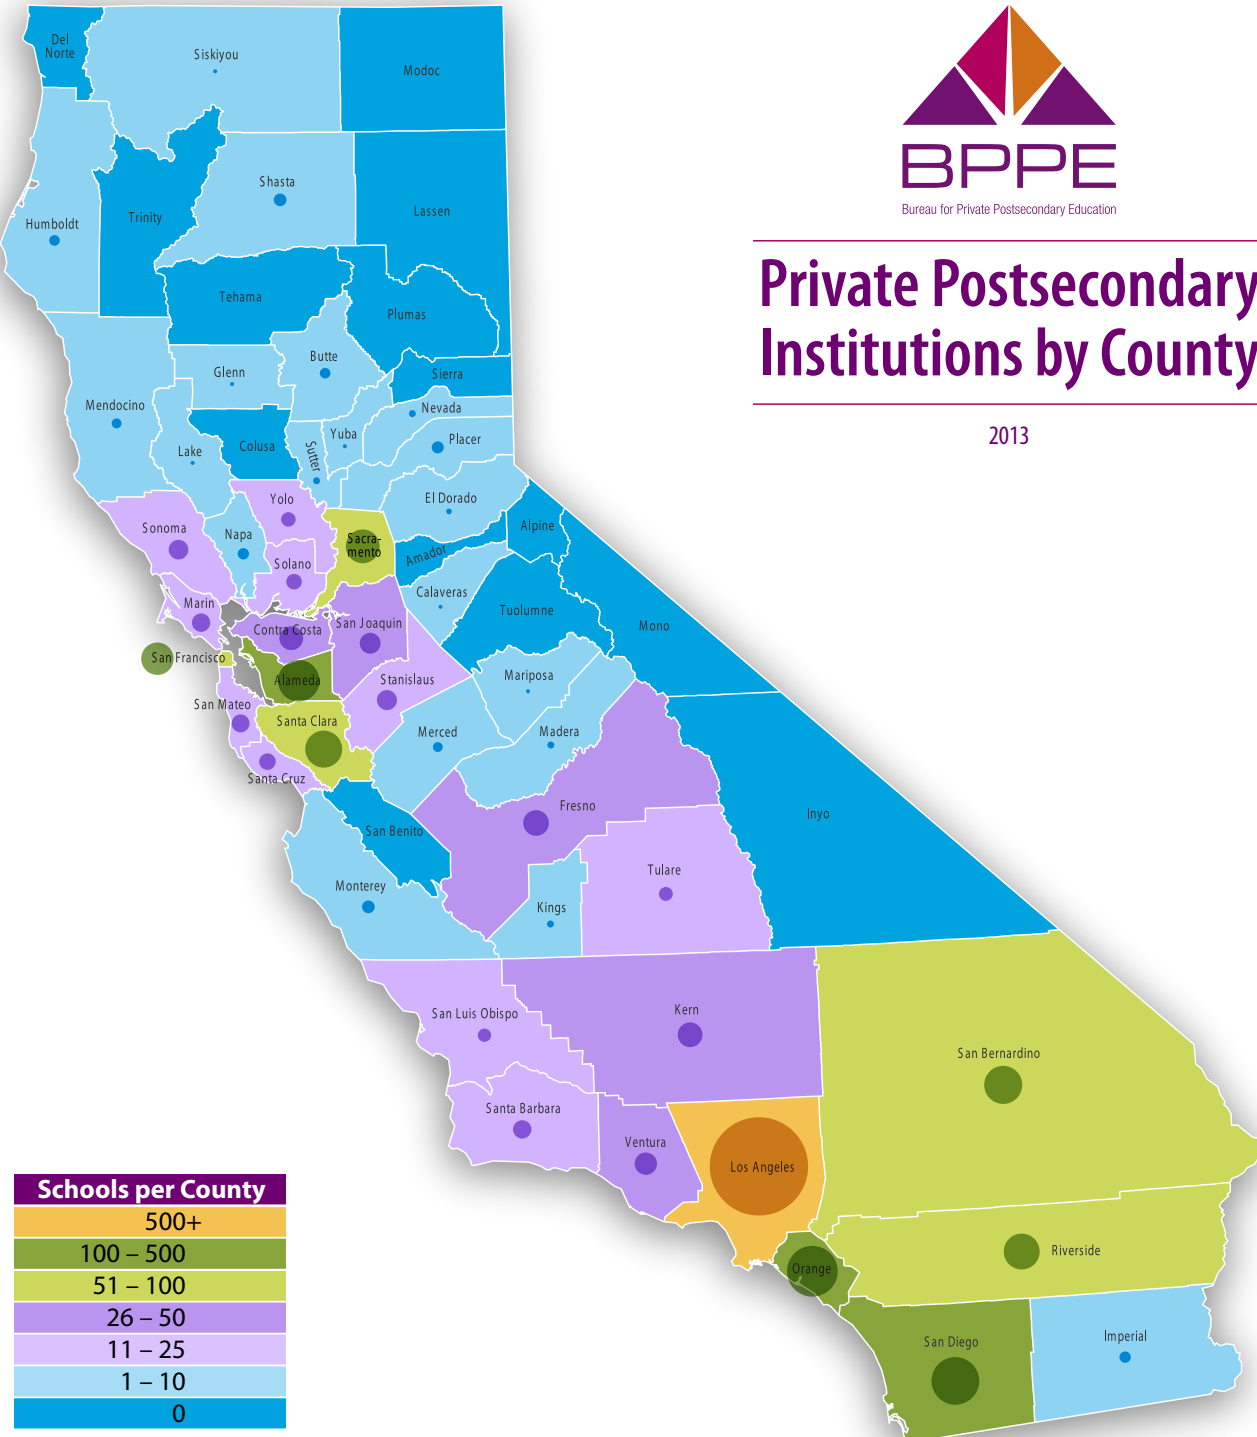 Del
Norte
Siskiyou
Modoc
BPPE
Bureau for Private Postsecondary Education
Private Postsecondary
Institutions by County
2013
Shasta
Lassen
Trinity
Humboldt
Tehama
Plumas
Butte
Glenn
Sierra
Mendocino
Nevada
Yuba
Placer
Sutter
Colusa
Lake
El Dorado
Yolo
Sonoma
Napa
Sacra-
mento
Alpine
Amador
Solano
Calaveras
Marin
Tuolumne
Contra Costa
San Joaquin
Mono
San Francisco
Alameda
Stanislaus
Mariposa
San Mateo
Santa Clara
Merced
Madera
Santa Cruz
Fresno
Inyo
San Benito
Tulare
Monterey
Kings
San Luis Obispo
Kern
San Bernardino
Santa Barbara
Ventura
Los Angeles
Riverside
Orange
San Diego
Imperial
Schools per County
500+
100 – 500
51 – 100
26 – 50
11 – 25
1 – 10
0